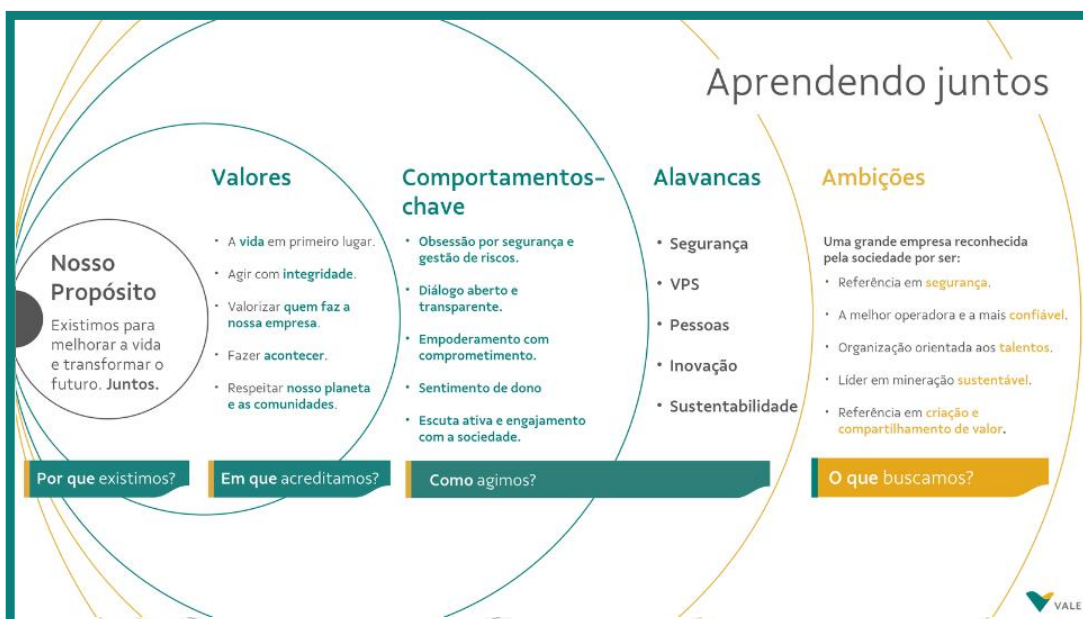 Aprendendo juntos
Nosso
Propósito
Existimos para
melhorar a vida
e transformar o
futuro. Juntos.
Por que existimos?
Valores
• A vida em primeiro lugar.
• Agir com integridade.
• Valorizar quem faz a
nossa empresa.
• Fazer acontecer.
• Respeitar nosso planeta
e as comunidades.
Em que acreditamos?
Comportamentos-
chave
• Obsessão por segurança e
gestão de riscos.
• Diálogo aberto e
transparente.
• Empoderamento com
comprometimento.
• Sentimento de dono
• Escuta ativa e engajamento
com a sociedade.
Alavancas
• Segurança
• VPS
• Pessoas
• Inovação
• Sustentabilidade
Como agimos?
Ambições
Uma grande empresa reconhecida
pela sociedade por ser:
• Referência em segurança.
• A melhor operadora e a mais confiável.
• Organização orientada aos talentos.
• Líder em mineração sustentável.
• Referência em criação e
compartilhamento de valor.
O que buscamos?
VALE